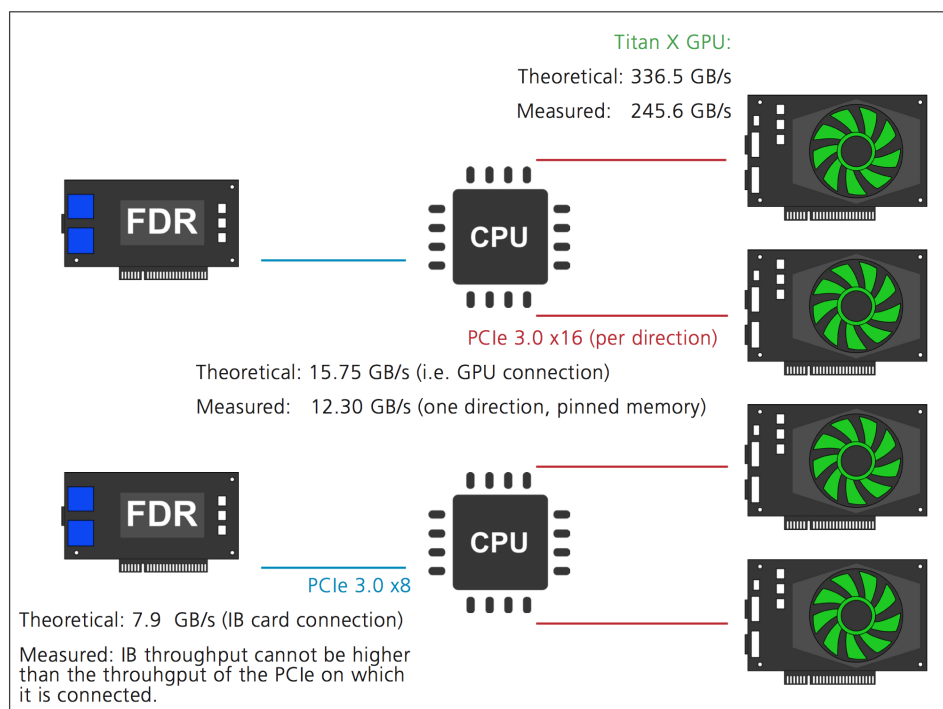 Titan X GPU:
Theoretical: 336.5 GB/s
Measured: 245.6 GB/s
FDR
CPU
PCIe 3.0 x16 (per direction)
Theoretical: 15.75 GB/s (i.e. GPU connection)
Measured: 12.30 GB/s (one direction, pinned memory)
FDR
CPU
PCIe 3.0 x8
Theoretical: 7.9 GB/s (IB card connection)
Measured: IB throughput cannot be higher
than the throuhgput of the PCIe on which
it is connected.